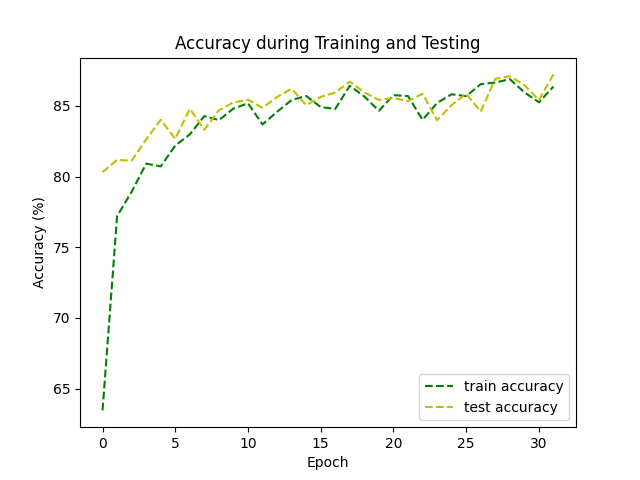 Accuracy during Training and Testing
Accuracy (%)
85
80
75
70
65
0 5 10 15 20 25 30
Epoch
train accuracy
test accuracy